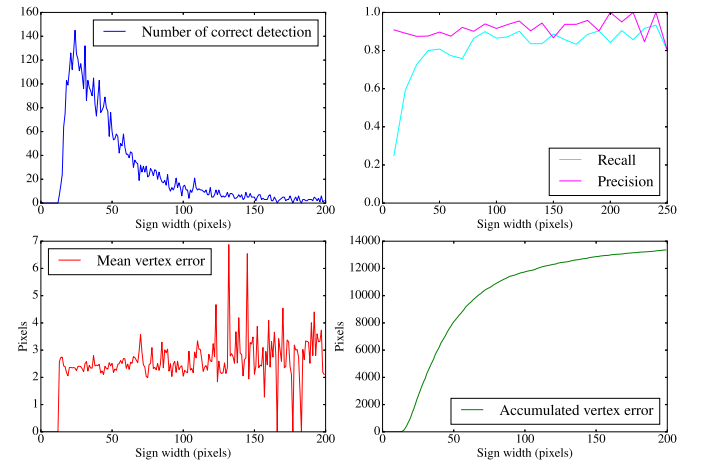 160
140
120
100
80
60
40
20
0
Number of correct detection
0 50 100 150 200
Sign width (pixels)
1.0
0.8
0.6
0.4
0.2
0.0
Recall
Precision
0 50 100 150 200 250
Sign width (pixels)
7
6
5
4
3
2
1
0
Pixels
Mean vertex error
0 50 100 150 200
Sign width (pixels)
14000
12000
10000
8000
6000
4000
2000
0
Pixels
Accumulated vertex error
0 50 100 150 200
Sign width (pixels)